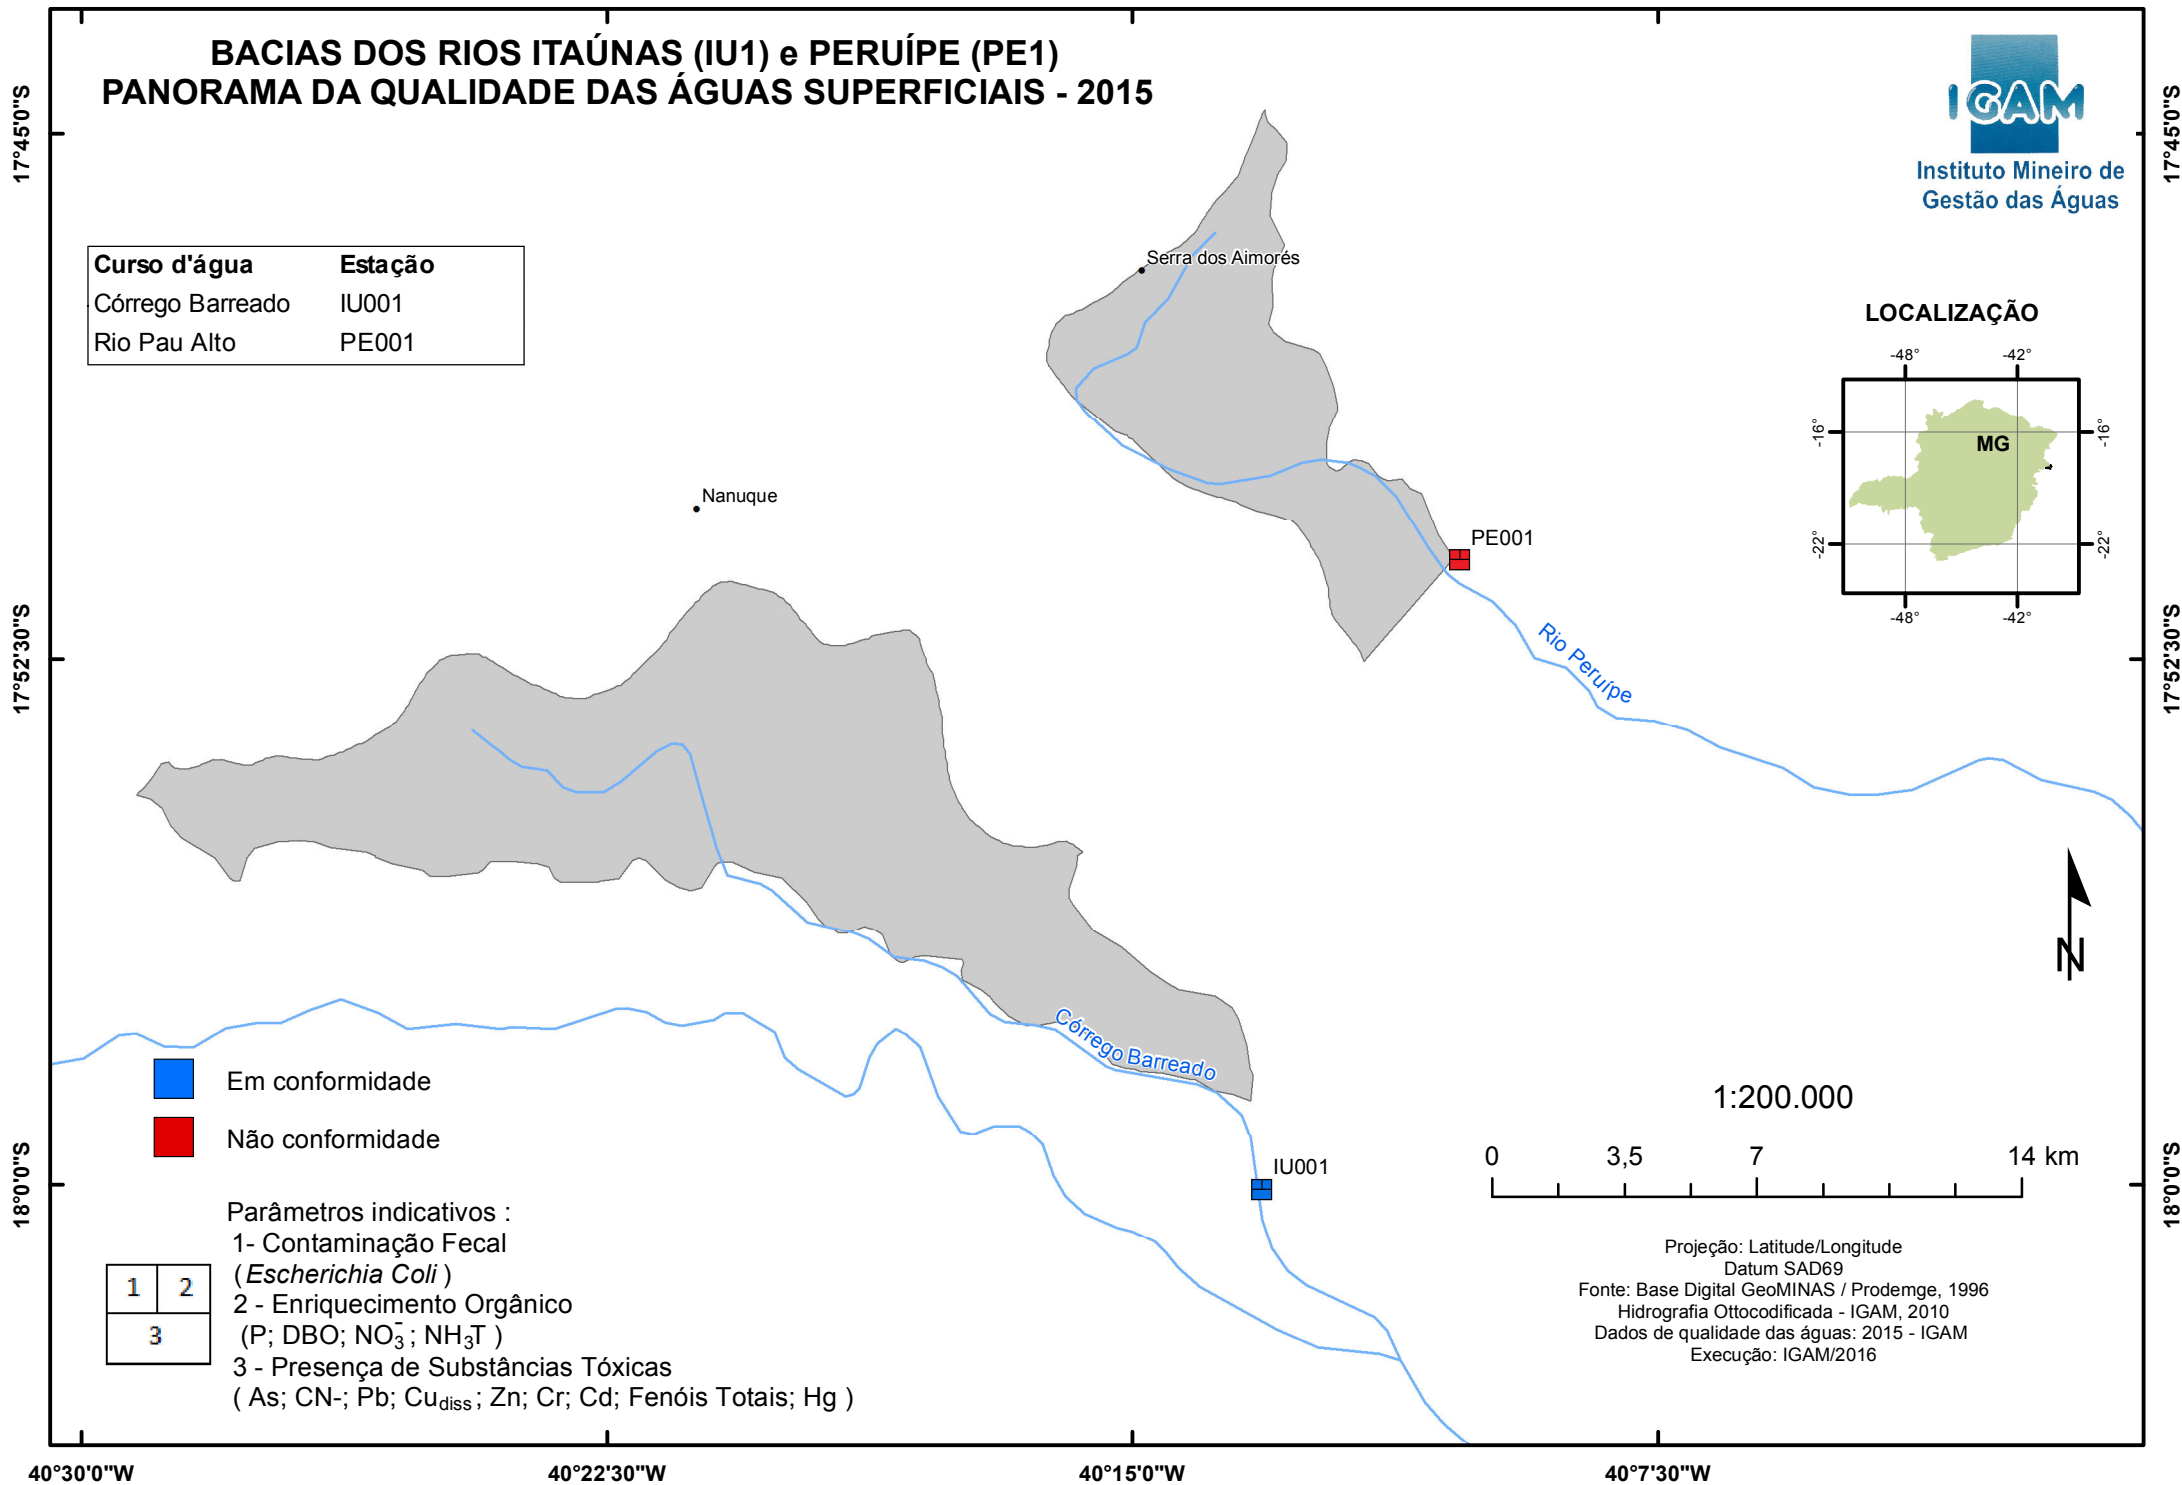 BACIAS DOS RIOS ITAÚNAS (IU1) e PERUÍPE (PE1)
PANORAMA DA QUALIDADE DAS ÁGUAS SUPERFICIAIS - 2015
IGAM
Instituto Mineiro de
Gestão das Águas
17°45'0"S
17°45'0"S
Curso d'água Estação
Córrego Barreado IU001
Rio Pau Alto PE001
Serra dos Aimorés
LOCALIZAÇÃO
-48° -42°
-16° MG -16°
-22° -22°
-48° -42°
Nanuque
PE001
Rio Peruípe
17°52'30"S
17°52'30"S
N
Córrego Barreado
IU001
Em conformidade
Não conformidade
1:200.000
0 3,5 7 14 km
18°0'0"S
18°0'0"S
Parâmetros indicativos :
1- Contaminação Fecal
(Escherichia Coli )
2 - Enriquecimento Orgânico
(P; DBO; NO₃⁻; NH₃T )
3 - Presença de Substâncias Tóxicas
( As; CN-; Pb; Cudiss; Zn; Cr; Cd; Fenóis Totais; Hg )
1 2
3
Projeção: Latitude/Longitude
Datum SAD69
Fonte: Base Digital GeoMINAS / Prodemge, 1996
Hidrografia Ottocodificada - IGAM, 2010
Dados de qualidade das águas: 2015 - IGAM
Execução: IGAM/2016
40°30'0"W 40°22'30"W 40°15'0"W 40°7'30"W